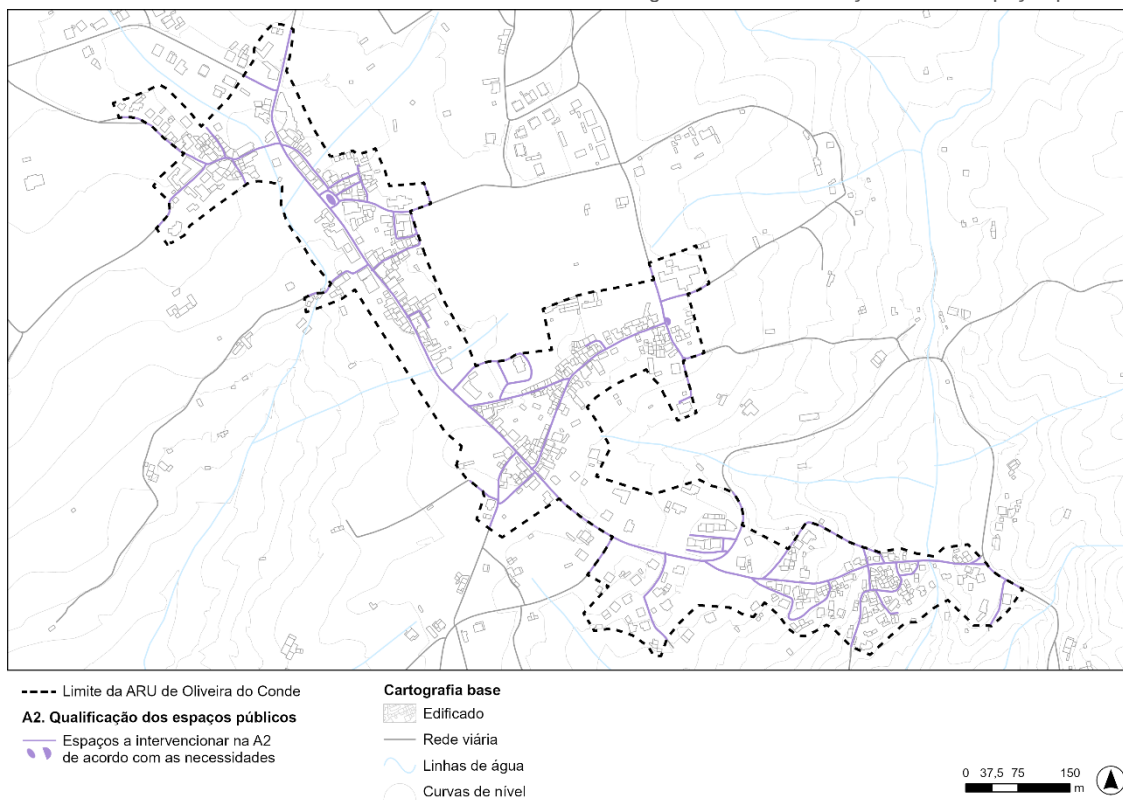 Limite da ARU de Oliveira do Conde
A2. Qualificação dos espaços públicos
Espaços a intervencionar na A2
de acordo com as necessidades
Cartografia base
Edificado
Rede viária
Linhas de água
Curvas de nível
0 37,5 75 150
m